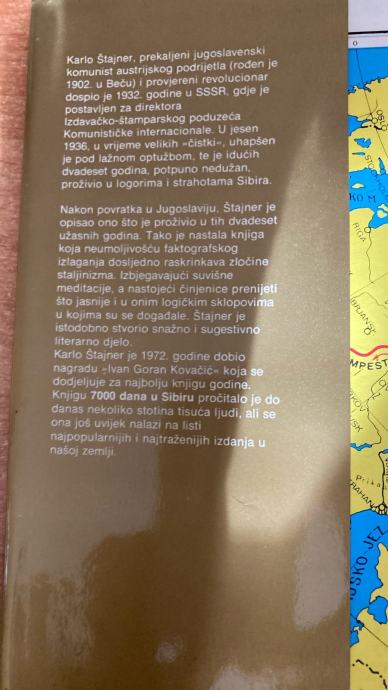 Karlo Štajner, prekaljeni jugoslavenski
komunist austrijskog podrijetla (rođen je
1902. u Beču) i provjereni revolucionar
dospio je 1932. godine u SSSR, gdje je
postavljen za direktora
Izdavačko-štamparskog poduzeća
Komunističke internacionale. U jesen
1936, u vrijeme velikih »čistki«, uhapšen
je pod lažnom optužbom, te je idućih
dvadeset godina, potpuno nedužan,
proživio u logorima i strahotama Sibira.
Nakon povratka u Jugoslaviju, Štajner je
opisao ono što je proživio u tih dvadeset
užasnih godina. Tako je nastala knjiga
koja neumoljivošću faktografskog
izlaganja dosljedno raskrinkava zločine
staljinizma. Izbjegavajući suvišne
meditacije, a nastojeći činjenice prenijeti
što jasnije i u onim logičkim sklopovima
u kojima su se događale. Štajner je
istodobno stvorio snažno i sugestivno
literarno djelo.
Karlo Štajner je 1972. godine dobio
nagradu »Ivan Goran Kovačić« koja se
dodjeljuje za najbolju knjigu godine.
Knjigu 7000 dana u Sibiru pročitalo je do
danas nekoliko stotina tisuća ljudi, ali se
ona još uvijek nalazi na listi
najpopularnijih i najtraženijih izdanja u
našoj zemlji.
0
OSLO
KO M
RIGA
BRJANSK
MPEST